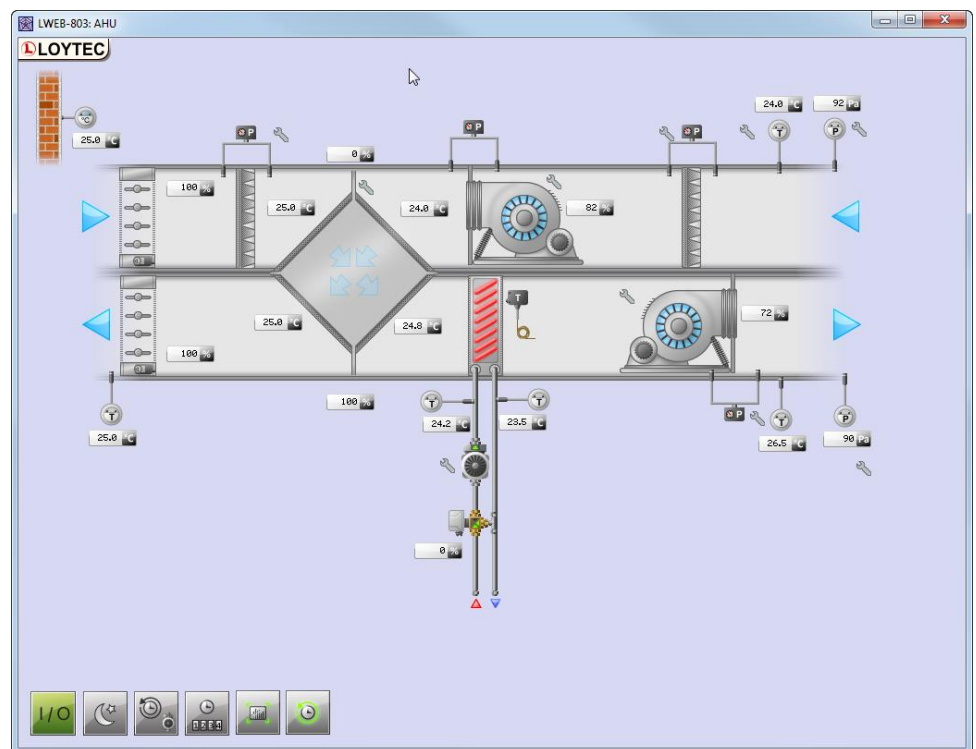 LWEB-803: AHU
LOYTEC
24.0 °C
92 Pa
°C
25.0 °C
P
P
P
T
P
0 %
100 %
25.0 °C
24.0 °C
82 %
T
25.0 °C
24.8 °C
72 %
100 %
100 %
T
T
T
24.2 °C
23.5 °C
P
T
P
25.0 °C
26.5 °C
90 Pa
0 %
I/O
1234